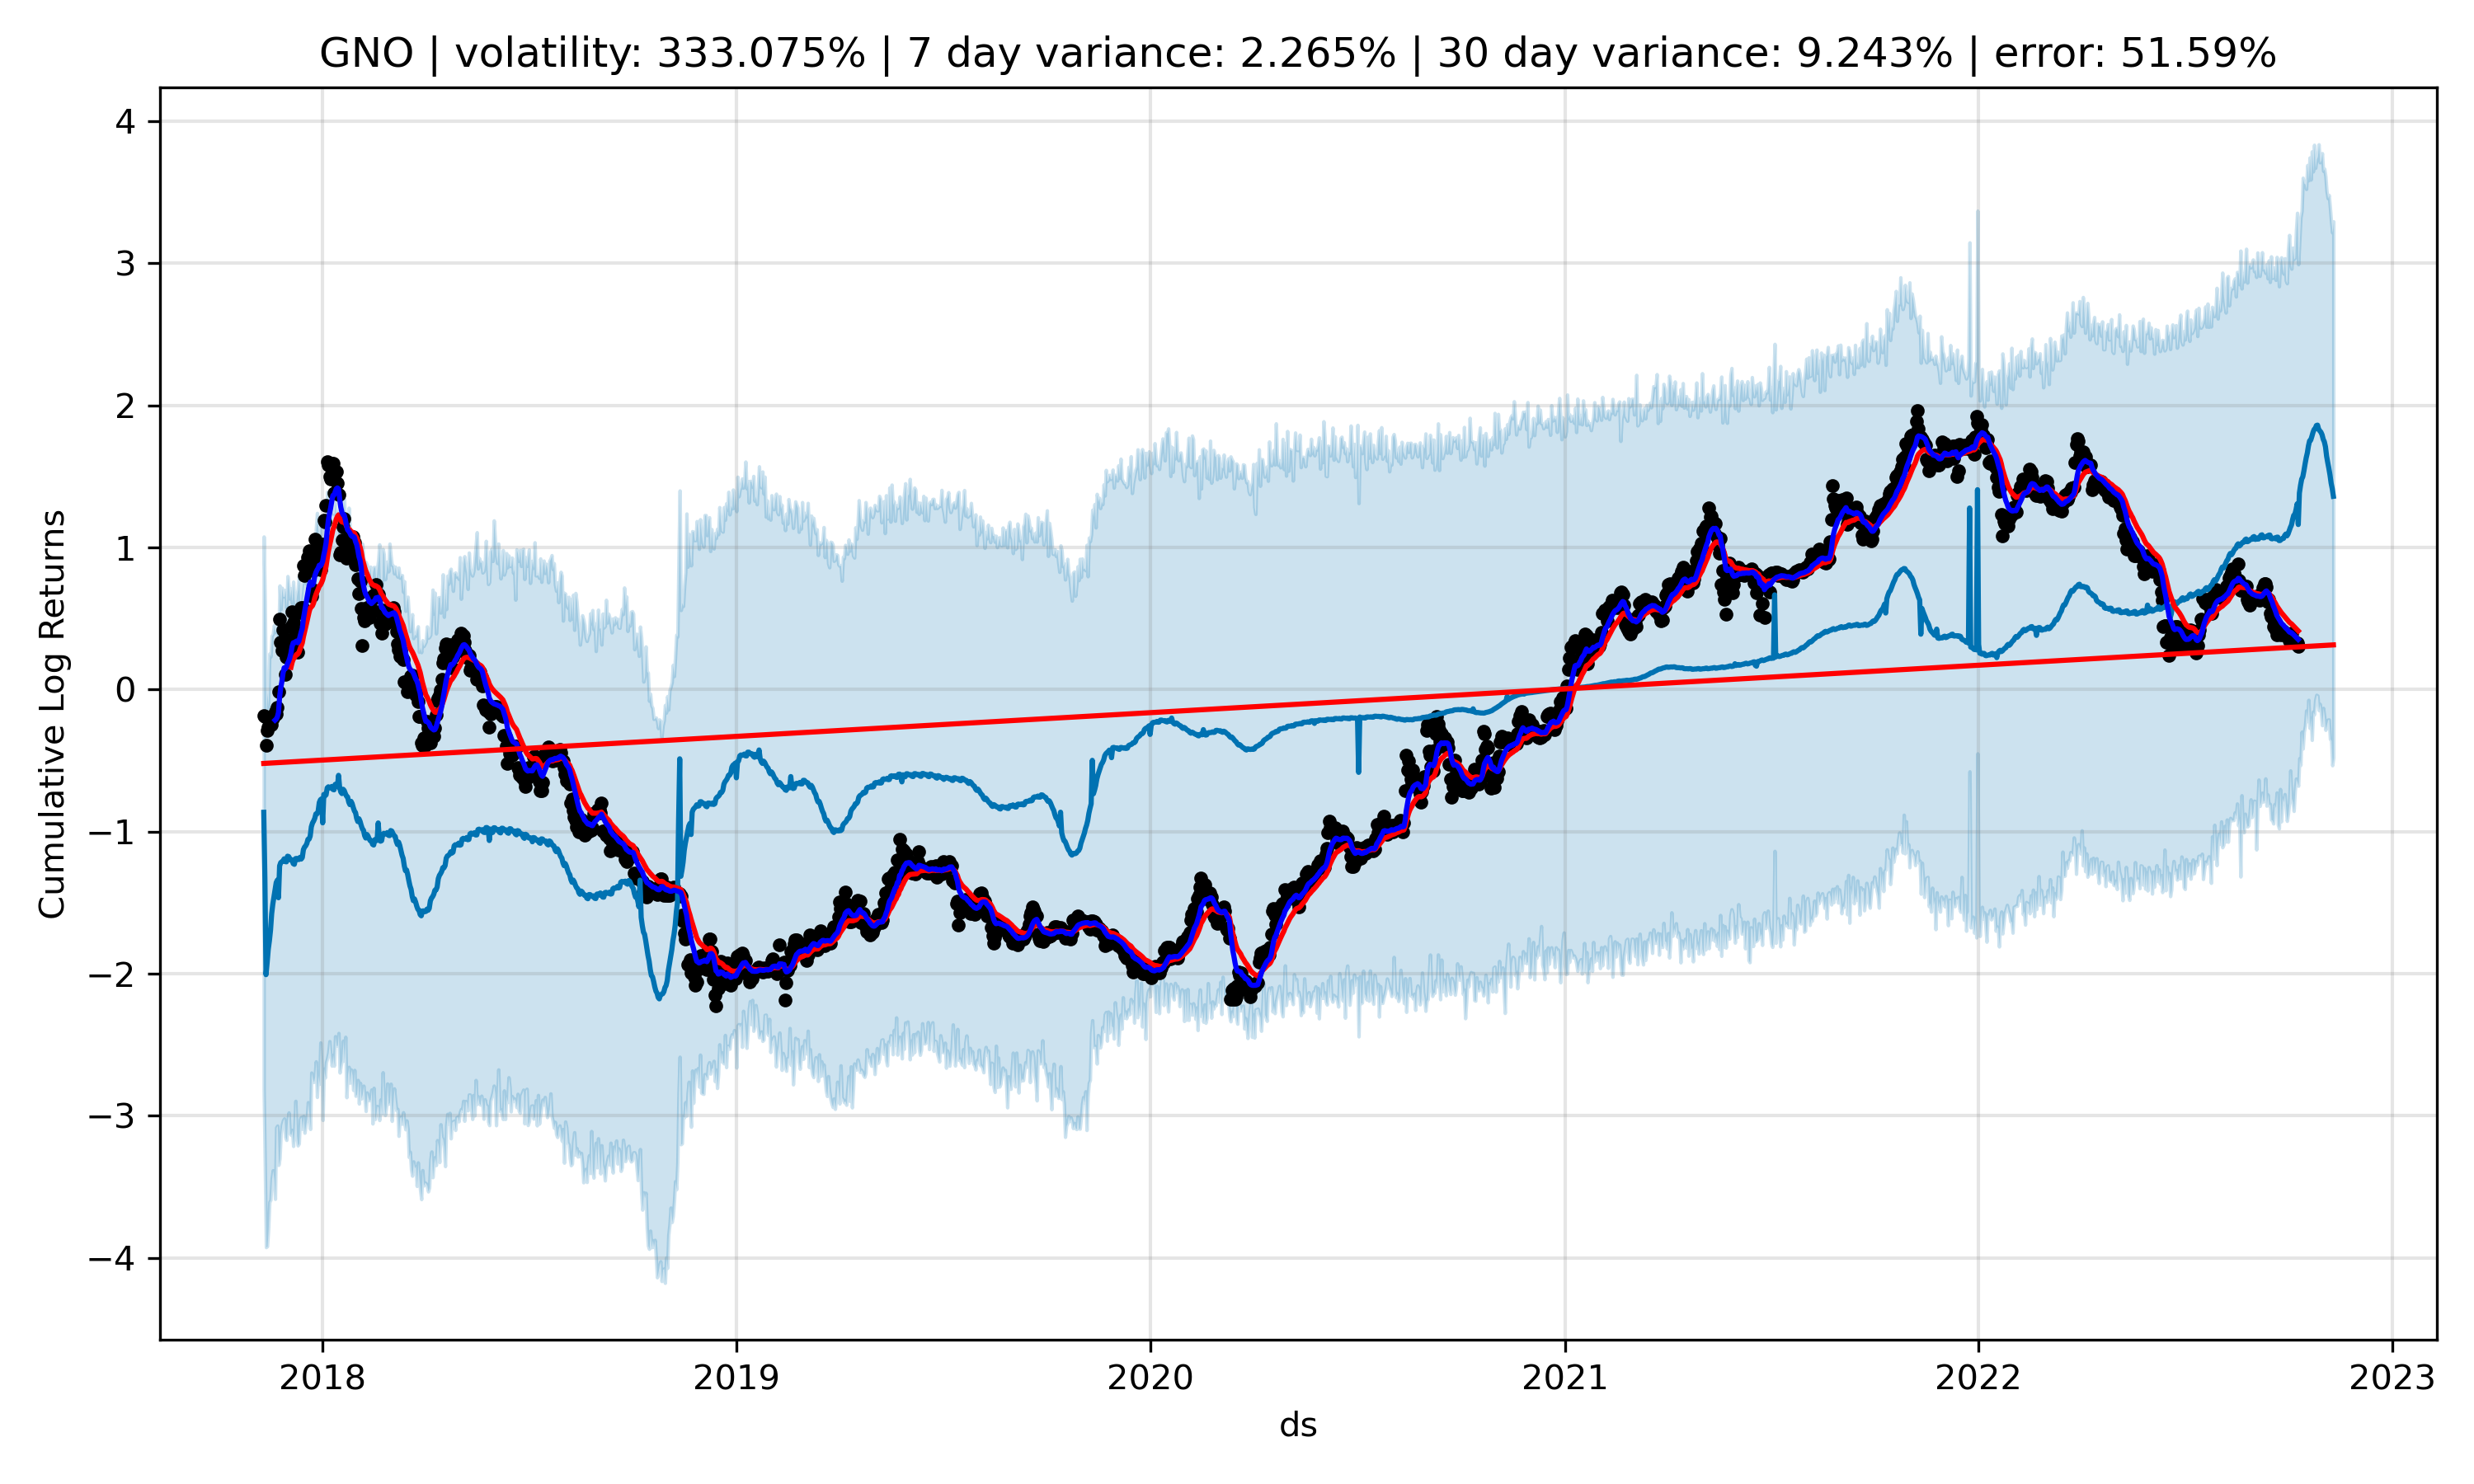 GNO | volatility: 333.075% | 7 day variance: 2.265% | 30 day variance: 9.243% | error: 51.59%
4
3
2
1
0
−1
−2
−3
−4
Cumulative Log Returns
2018 2019 2020 2021 2022 2023
ds